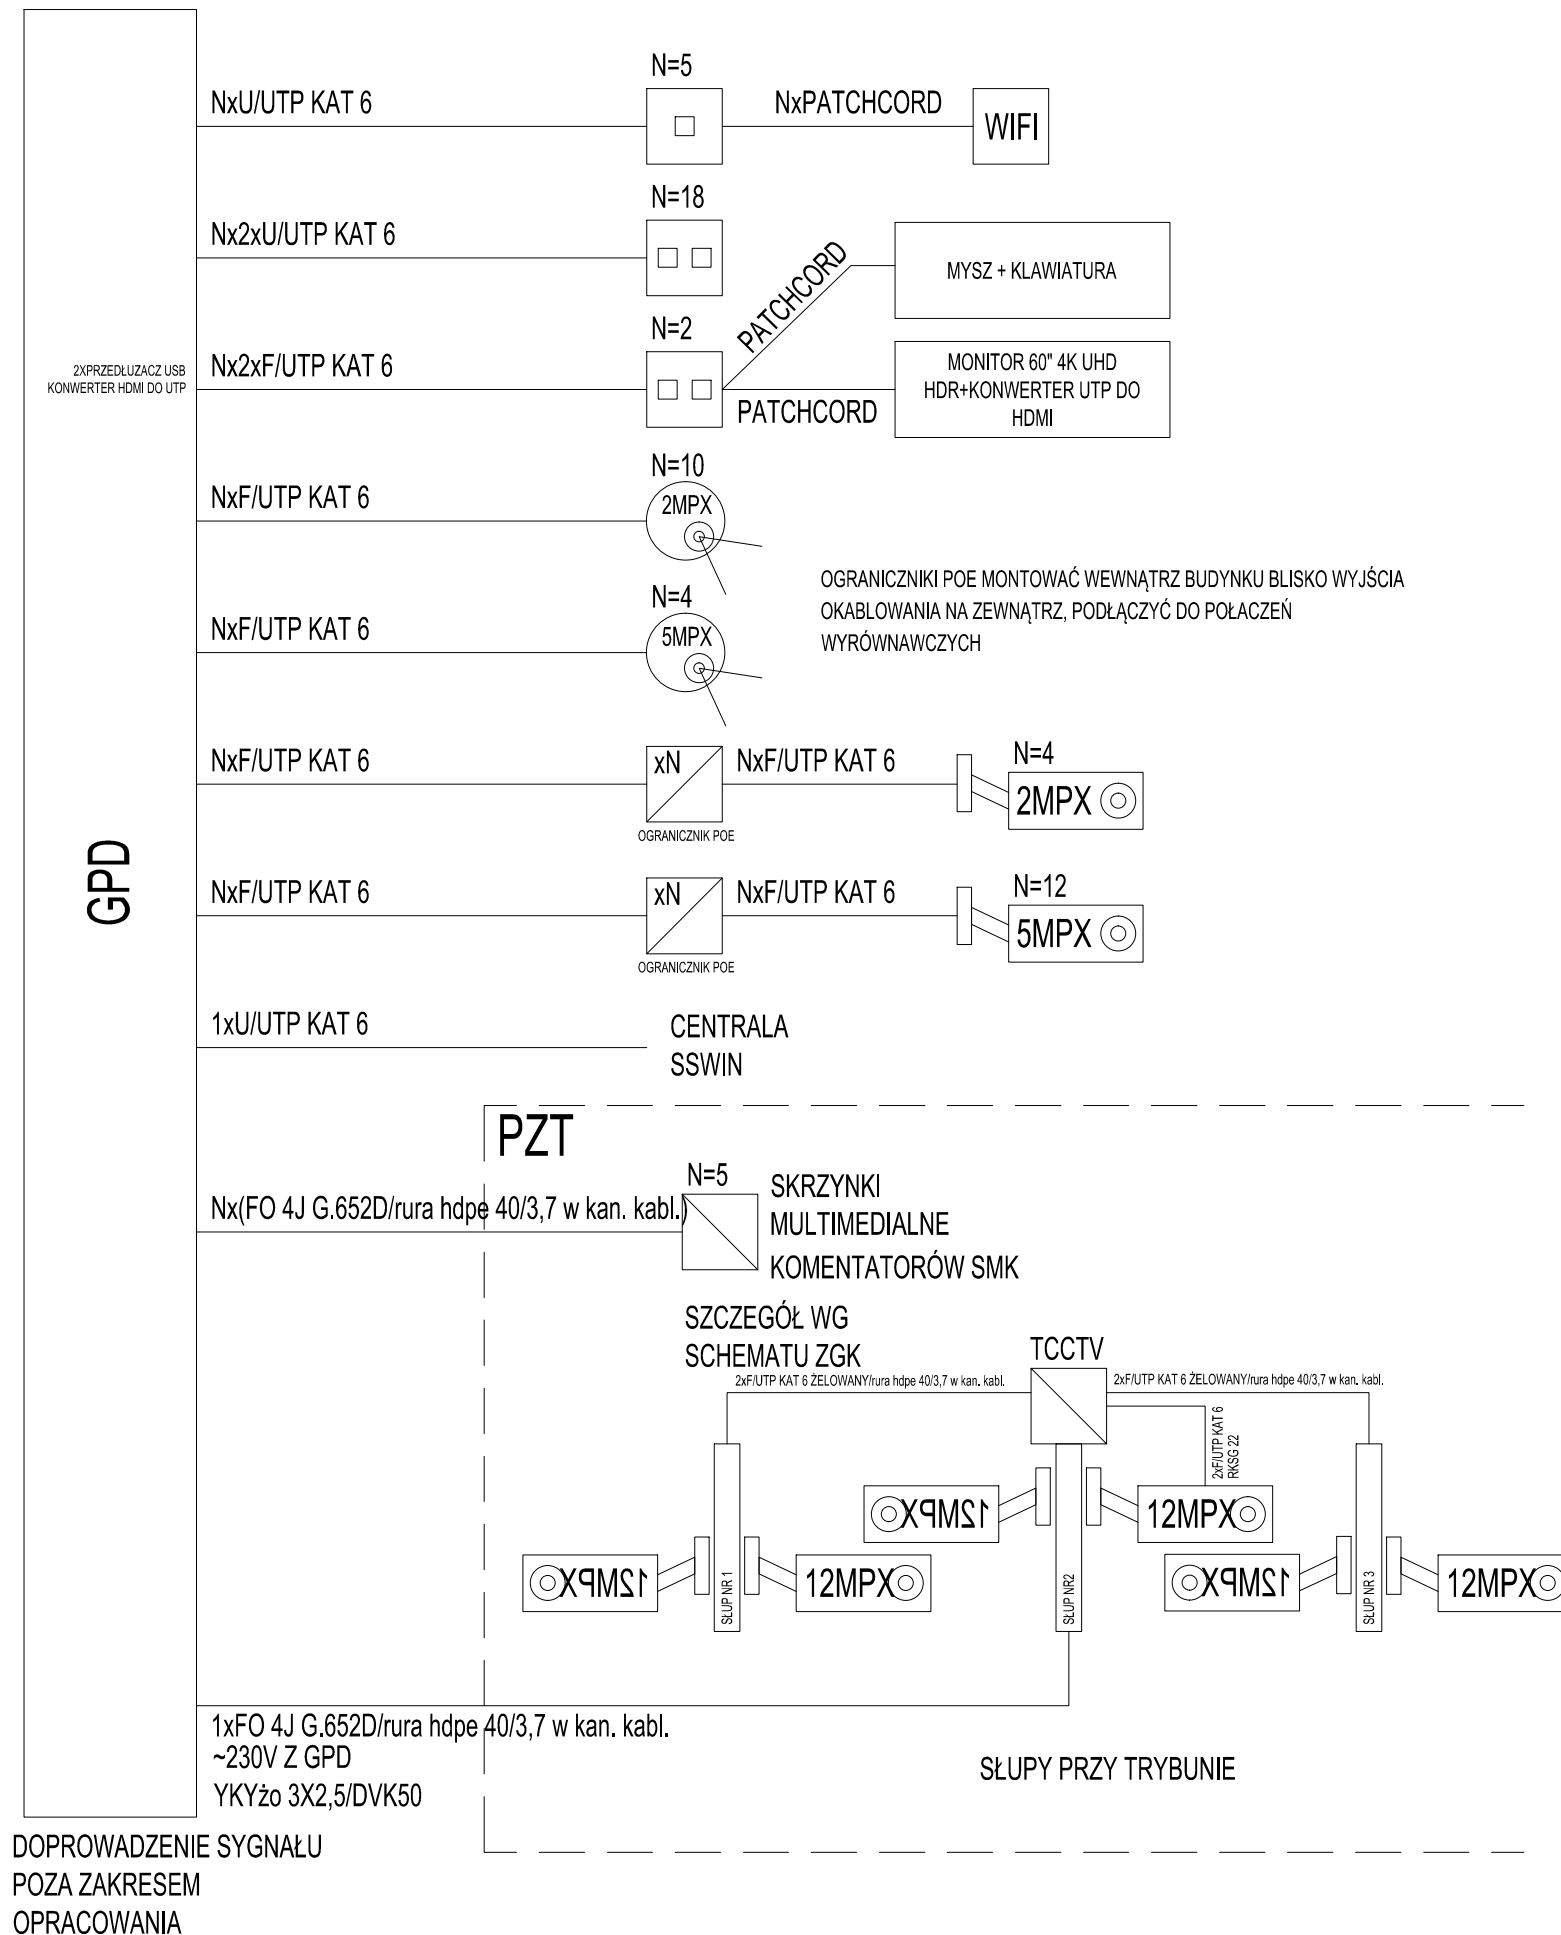 N=5
NxU/UTP KAT 6
NxPATCHCORD
WIFI
N=18
Nx2xU/UTP KAT 6
PATCHCORD
MYSZ + KLAWIATURA
2XPRZEDŁUZACZ USB
KONWERTER HDMI DO UTP
Nx2xF/UTP KAT 6
N=2
PATCHCORD
MONITOR 60" 4K UHD
HDR+KONWERTER UTP DO
HDMI
NxF/UTP KAT 6
N=10
2MPX
OGRANICZNIKI POE MONTOWAĆ WEWNĄTRZ BUDYNKU BLISKO WYJŚCIA
OKABLOWANIA NA ZEWNĄTRZ, PODŁĄCZYĆ DO POŁACZEŃ
WYRÓWNAWCZYCH
NxF/UTP KAT 6
N=4
5MPX
NxF/UTP KAT 6
xN
OGRANICZNIK POE
NxF/UTP KAT 6
N=4
2MPX
GPD
NxF/UTP KAT 6
xN
OGRANICZNIK POE
NxF/UTP KAT 6
N=12
5MPX
1xU/UTP KAT 6
CENTRALA
SSWIN
PZT
Nx(FO 4J G.652D/rura hdpe 40/3,7 w kan. kabl.)
N=5
SKRZYNKI
MULTIMEDIALNE
KOMENTATORÓW SMK
SZCZEGÓŁ WG
SCHEMATU ZGK
TCCTV
2xF/UTP KAT 6 ŻELOWANY/rura hdpe 40/3,7 w kan. kabl.
2xF/UTP KAT 6 ŻELOWANY/rura hdpe 40/3,7 w kan. kabl.
2xF/UTP KAT 6
RKSG 22
12MPX
12MPX
12MPX
SŁUP NR 1
12MPX
SŁUP NR2
12MPX
SŁUP NR 3
12MPX
1xFO 4J G.652D/rura hdpe 40/3,7 w kan. kabl.
~230V Z GPD
YKYżo 3X2,5/DVK50
SŁUPY PRZY TRYBUNIE
DOPROWADZENIE SYGNAŁU
POZA ZAKRESEM
OPRACOWANIA